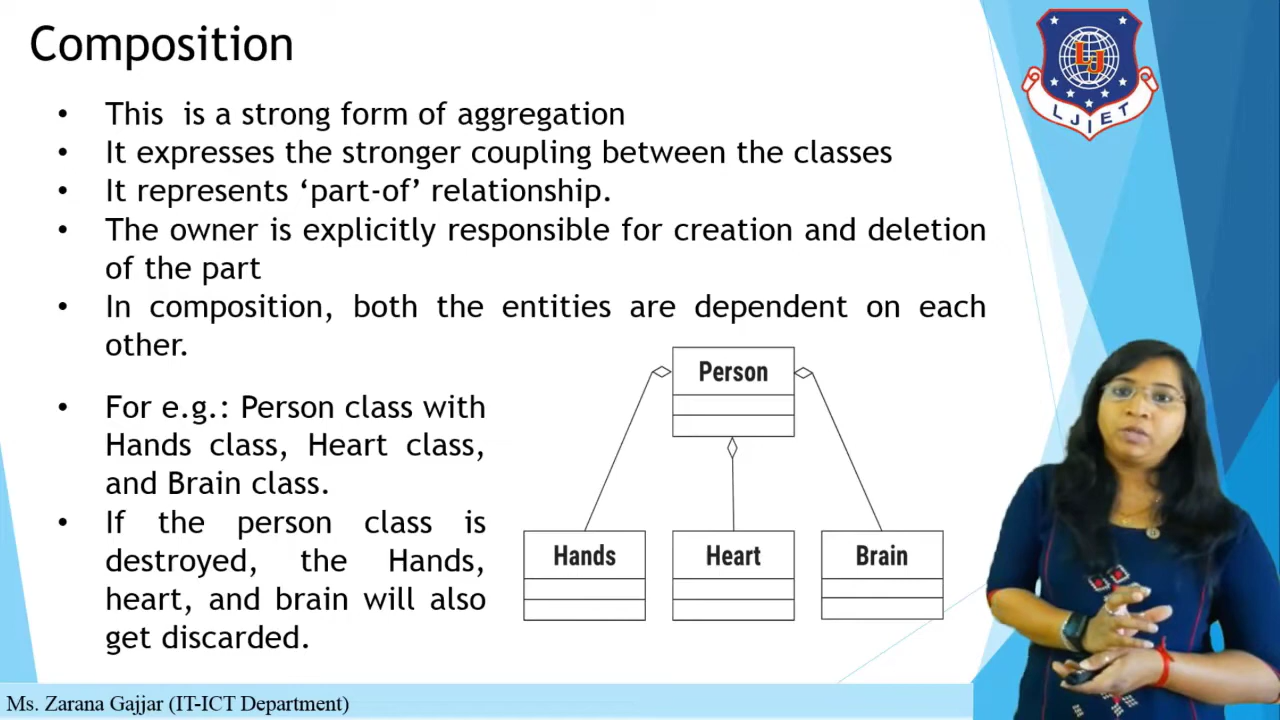 Composition
• This is a strong form of aggregation
• It expresses the stronger coupling between the classes
• It represents ‘part-of’ relationship.
• The owner is explicitly responsible for creation and deletion
of the part
• In composition, both the entities are dependent on each
other.
• For e.g.: Person class with
Hands class, Heart class,
and Brain class.
• If the person class is
destroyed, the Hands,
heart, and brain will also
get discarded.
Person
Hands
Heart
Brain
LJ
LJIET
Ms. Zarana Gajjar (IT-ICT Department)